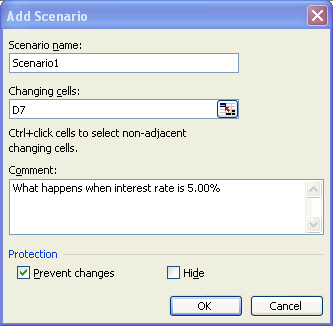 Add Scenario
Scenario name:
Scenario1
Changing cells:
D7
Ctrl+click cells to select non-adjacent
changing cells.
Comment:
What happens when interest rate is 5.00%
Protection
Prevent changes
Hide
OK
Cancel